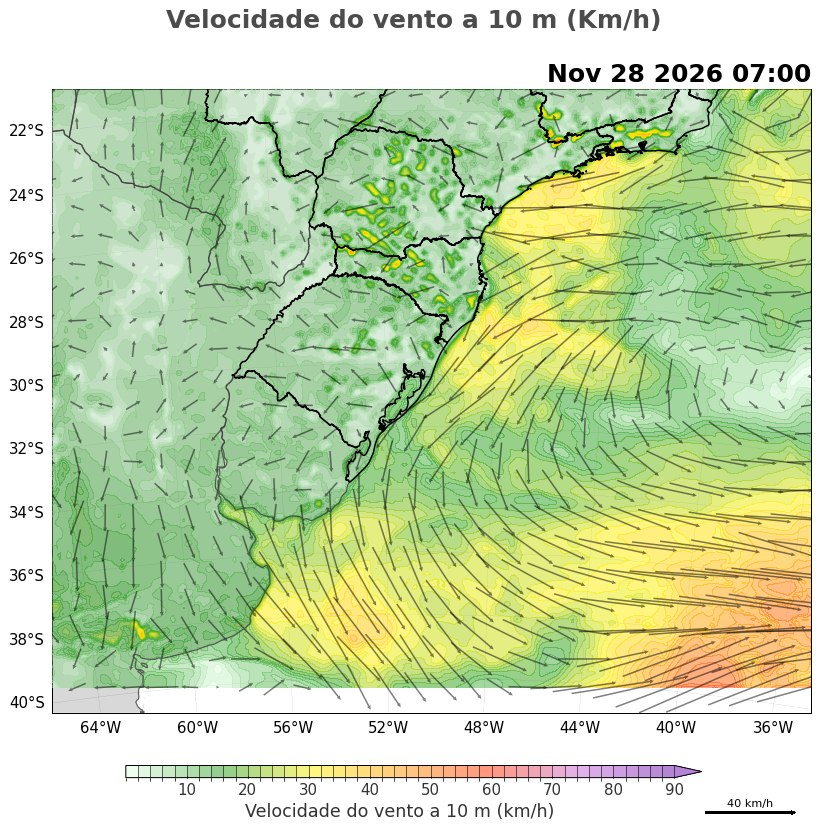 Velocidade do vento a 10 m (Km/h)
Nov 28 2026 07:00
22°S
24°S
26°S
28°S
30°S
32°S
34°S
36°S
38°S
40°S
64°W 60°W 56°W 52°W 48°W 44°W 40°W 36°W
10 20 30 40 50 60 70 80 90
Velocidade do vento a 10 m (km/h)
40 km/h